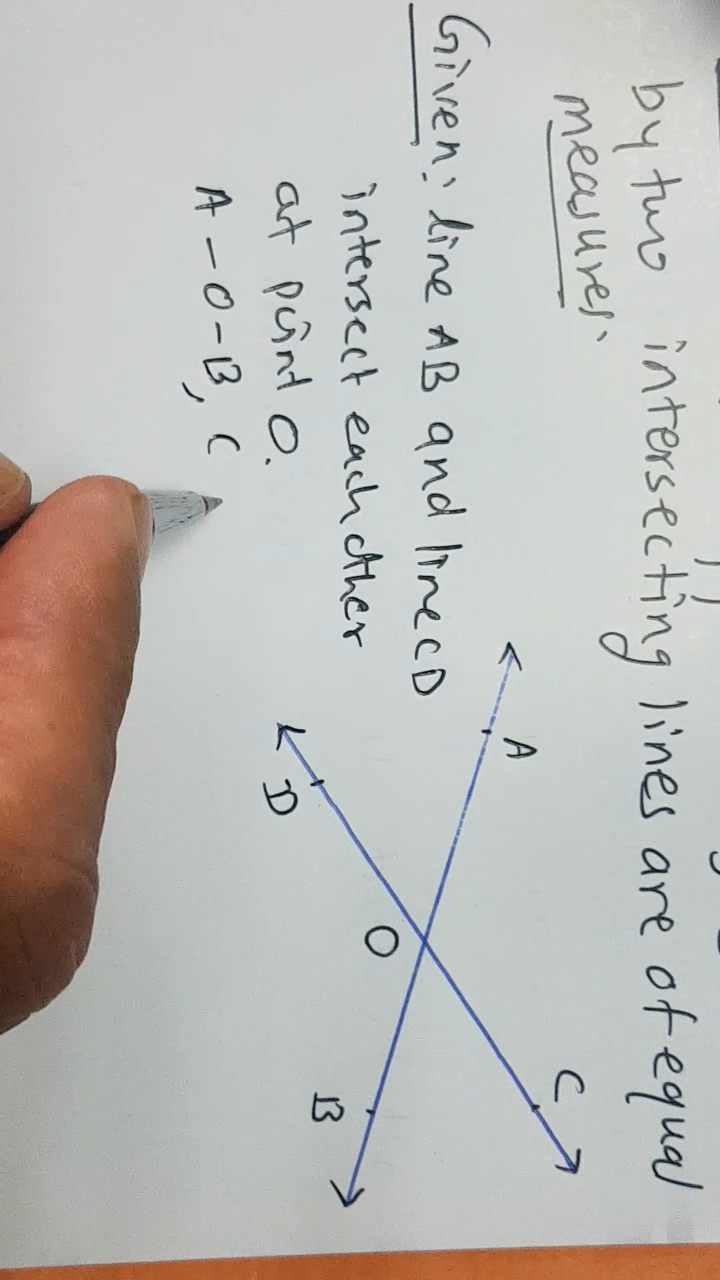 by two intersecting lines are of equal
measures.
Given: line AB and line CD
intersect each other
at point O.
A - O - B, C
A
D
O
C
B